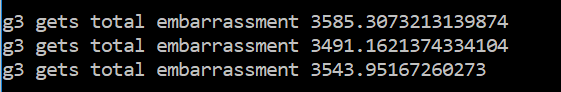 g3 gets total embarrassment 3585.3073213139874
g3 gets total embarrassment 3491.1621374334104
g3 gets total embarrassment 3543.95167260273